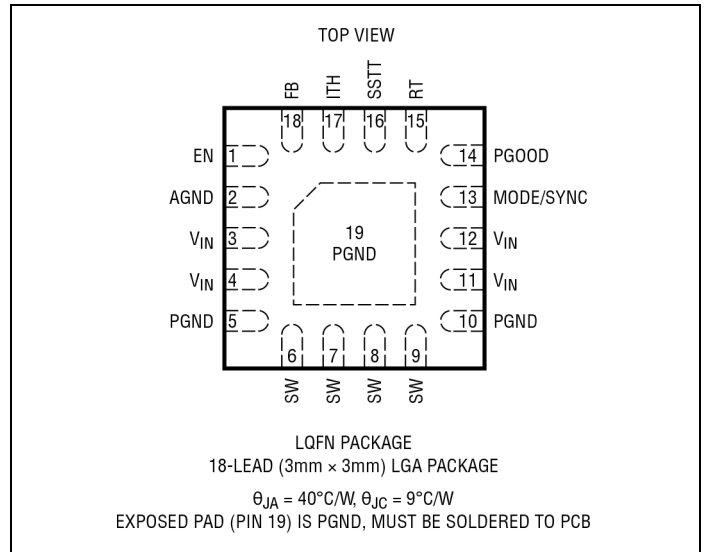 TOP VIEW
FB
ITH
SSTT
RT
18
17
16
15
EN 1
14 PGOOD
AGND 2
13 MODE/SYNC
VIN 3
12 VIN
19
PGND
VIN 4
11 VIN
PGND 5
10 PGND
6
7
8
9
SW
SW
SW
SW
LQFN PACKAGE
18-LEAD (3mm × 3mm) LGA PACKAGE
θJA = 40°C/W, θJC = 9°C/W
EXPOSED PAD (PIN 19) IS PGND, MUST BE SOLDERED TO PCB